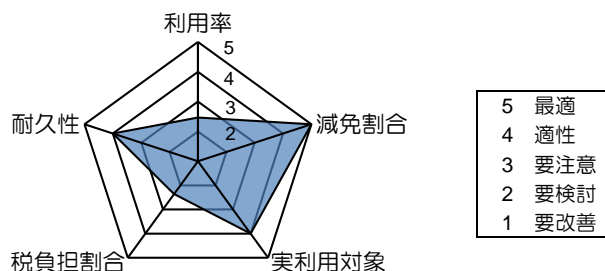 利用率
5
4
3
2
耐久性
減免割合
税負担割合
実利用対象
5 最適
4 適性
3 要注意
2 要検討
1 要改善